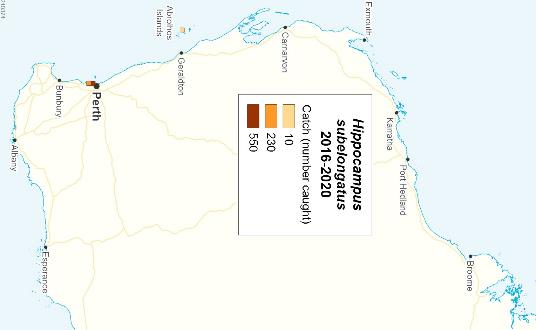 Exmouth
Abrolhos
Islands
Carnarvon
Geraldton
Karratha
Port Hedland
Broome
Perth
Bunbury
Albany
Esperance
Hippocampus
subelongatus
2016-2020
Catch (number caught)
10
230
550